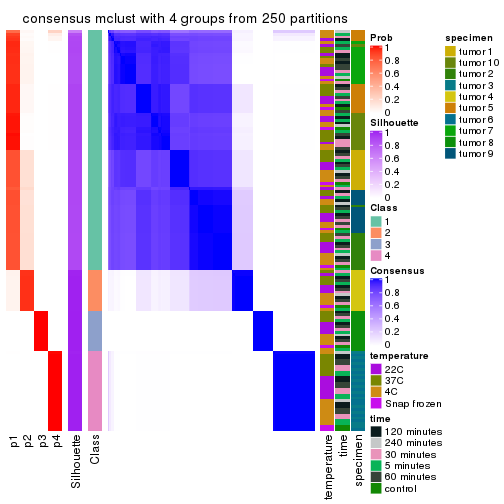 consensus mclust with 4 groups from 250 partitions
p1
p2
p3
p4
Silhouette
Class
temperature
time
specimen
Prob
1
0.8
0.6
0.4
0.2
0
Silhouette
1
0.8
0.6
0.4
0.2
0
Class
1
2
3
4
Consensus
1
0.8
0.6
0.4
0.2
0
temperature
22C
37C
4C
Snap frozen
time
120 minutes
240 minutes
30 minutes
5 minutes
60 minutes
control
specimen
tumor 1
tumor 10
tumor 2
tumor 3
tumor 4
tumor 5
tumor 6
tumor 7
tumor 8
tumor 9